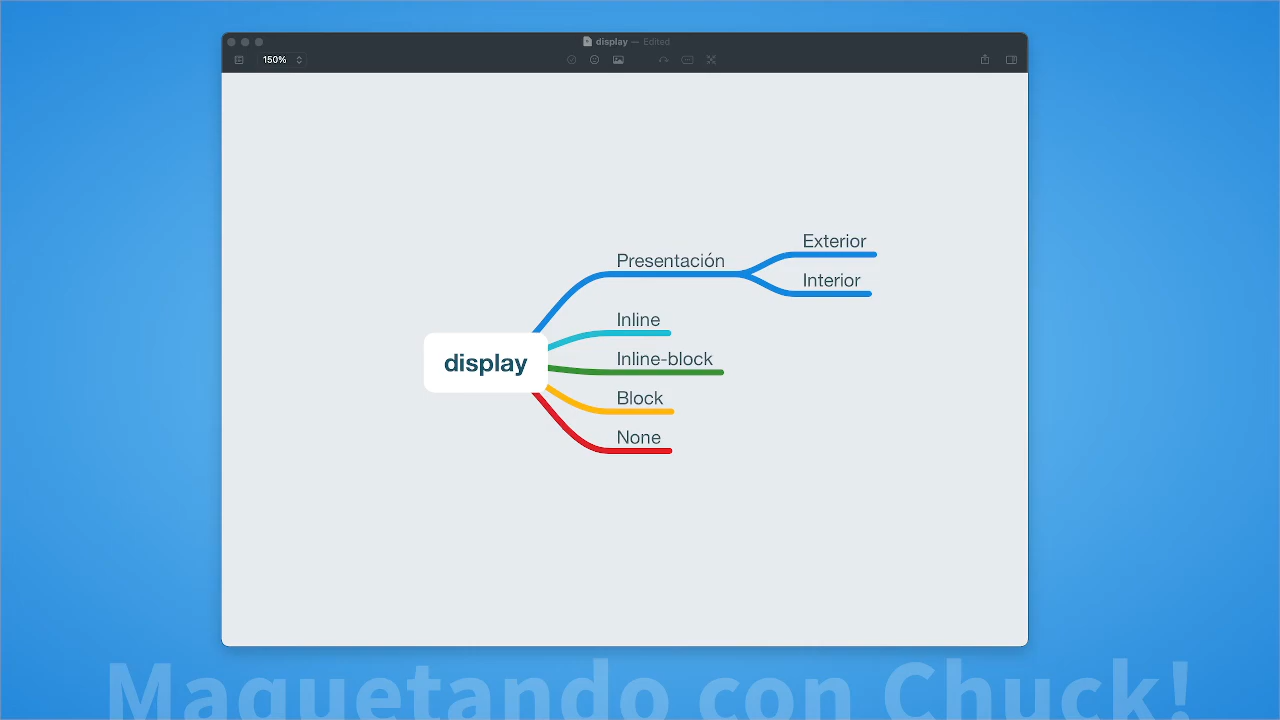 display — Edited
150%
Exterior
Presentación
Interior
Inline
Inline-block
display
Block
None
Maquetando con Chuck!